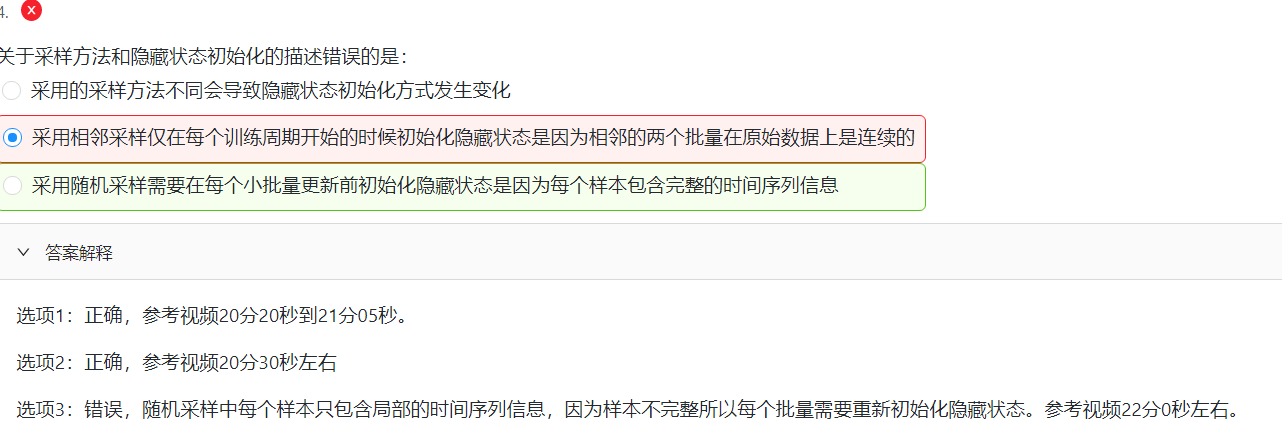 4.
关于采样方法和隐藏状态初始化的描述错误的是：
采用的采样方法不同会导致隐藏状态初始化方式发生变化
采用相邻采样仅在每个训练周期开始的时候初始化隐藏状态是因为相邻的两个批量在原始数据上是连续的
采用随机采样需要在每个小批量更新前初始化隐藏状态是因为每个样本包含完整的时间序列信息
答案解释
选项1：正确，参考视频20分20秒到21分05秒。
选项2：正确，参考视频20分30秒左右
选项3：错误，随机采样中每个样本只包含局部的时间序列信息，因为样本不完整所以每个批量需要重新初始化隐藏状态。参考视频22分0秒左右。